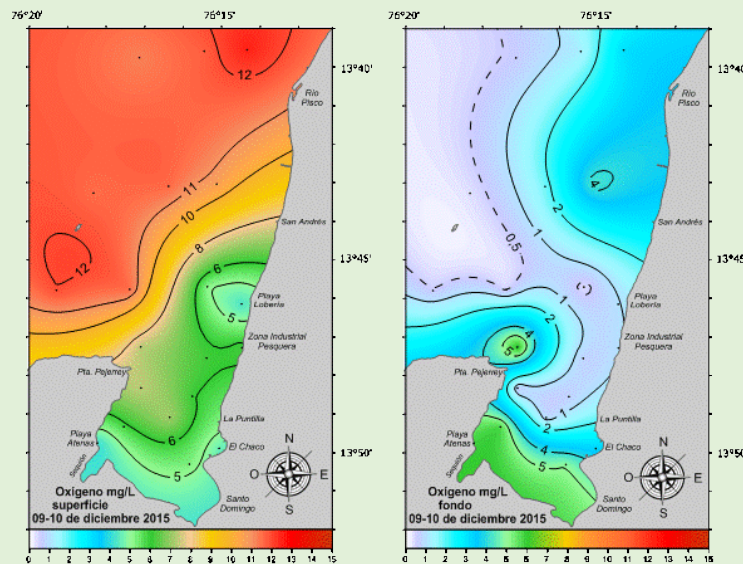 76°20'
76°15'
12
13°40'
Río
Pisco
11
10
8
San Andrés
12
6
13°45'
5
Playa
Lobería
Zona Industrial
Pesquera
Pta. Pejerrey
La Puntilla
6
Playa
Atenas
El Chaco
5
13°50'
Sequión
N
O E
S
Santo
Domingo
Oxígeno mg/L
superficie
09-10 de diciembre 2015
0 1 2 3 4 5 6 7 8 9 10 11 12 13 14 15
76°20'
76°15'
13°40'
Río
Pisco
4
2
1
San Andrés
0.5
13°45'
1
Playa
Lobería
2
4
5
Zona Industrial
Pesquera
Pta. Pejerrey
1
La Puntilla
2
Playa
Atenas
4
El Chaco
5
13°50'
Sequión
N
O E
S
Santo
Domingo
Oxígeno mg/L
fondo
09-10 de diciembre 2015
0 1 2 3 4 5 6 7 8 9 10 11 12 13 14 15